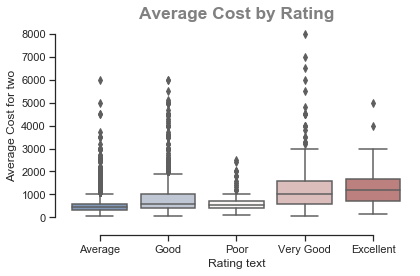 Average Cost by Rating
8000
7000
6000
5000
4000
3000
2000
1000
0
Average Cost for two
Average Good Poor Very Good Excellent
Rating text